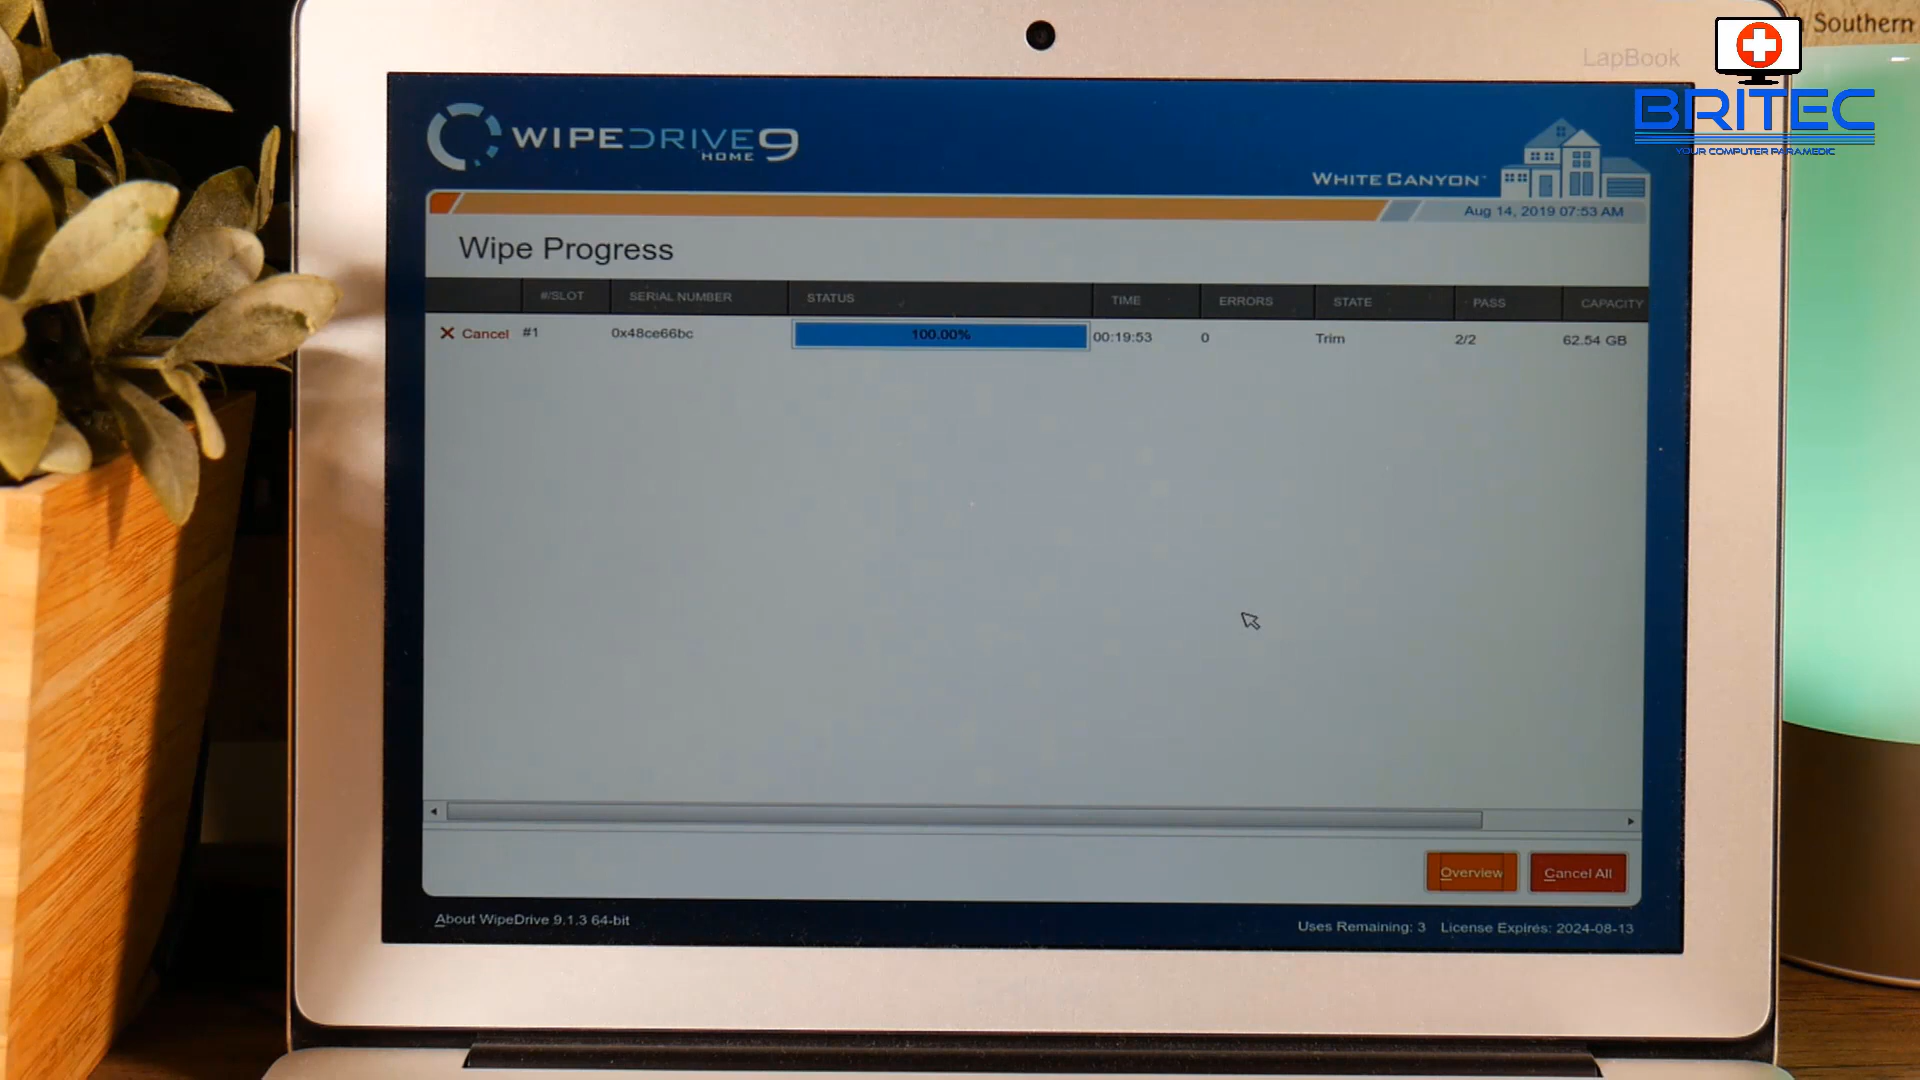 Southern
LapBook
BRITEC
YOUR COMPUTER PARAMEDIC
WIPEDRIVE9
HOME
WHITECANYON
Aug 14, 2019 07:53 AM
Wipe Progress
#/SLOT SERIAL NUMBER STATUS TIME ERRORS STATE PASS CAPACITY
Cancel #1 0x48ce66bc 100.00% 00:19:53 0 Trim 2/2 62.54 GB
Overview Cancel All
About WipeDrive 9.1.3 64-bit Uses Remaining: 3 License Expires: 2024-08-13